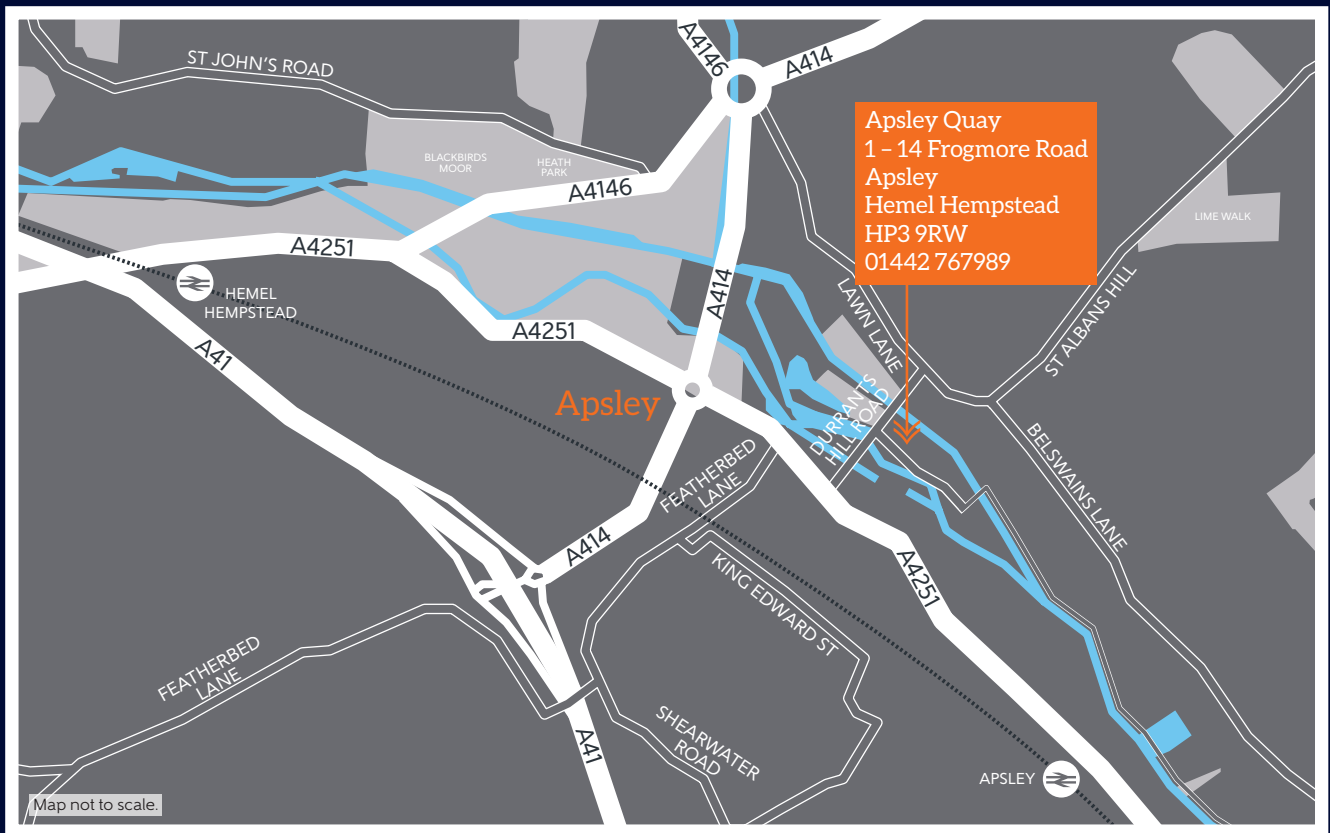 ST JOHN'S ROAD
A4146
A414
Apsley Quay
1 – 14 Frogmore Road
Apsley
Hemel Hempstead
HP3 9RW
01442 767989
BLACKBIRDS
MOOR
HEATH
PARK
A4146
LIME WALK
A4251
HEMEL
HEMPSTEAD
A414
LAWN LANE
ST ALBANS HILL
A4251
A41
Apsley
DURRANTS
HILL ROAD
BELSWAINS LANE
FEATHERBED
LANE
A414
KING EDWARD ST
A4251
FEATHERBED
LANE
SHEARWATER
ROAD
A41
APSLEY
Map not to scale.